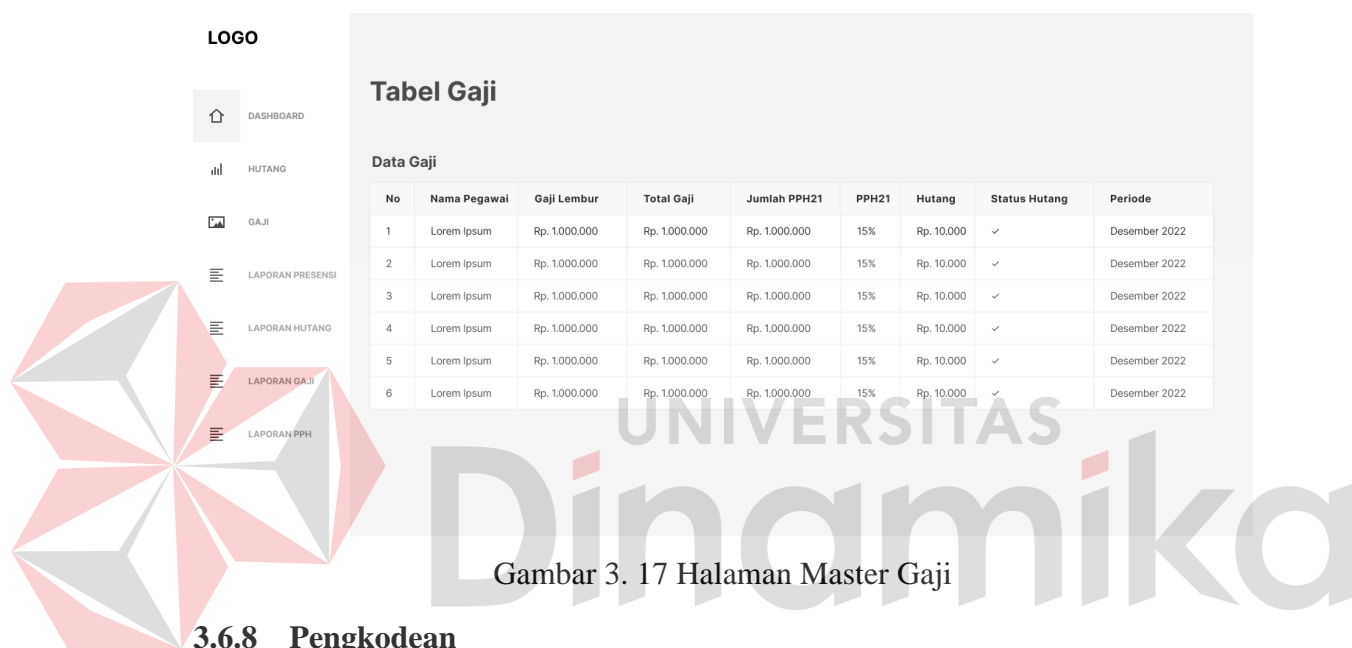 LOGO
DASHBOARD
HUTANG
GAJI
LAPORAN PRESENSI
LAPORAN HUTANG
LAPORAN GAJI
LAPORAN PPH
Tabel Gaji
Data Gaji
No Nama Pegawai Gaji Lembur Total Gaji Jumlah PPH21 PPH21 Hutang Status Hutang Periode
1 Lorem Ipsum Rp. 1.000.000 Rp. 1.000.000 Rp. 1.000.000 15% Rp. 10.000 ✓ Desember 2022
2 Lorem Ipsum Rp. 1.000.000 Rp. 1.000.000 Rp. 1.000.000 15% Rp. 10.000 ✓ Desember 2022
3 Lorem Ipsum Rp. 1.000.000 Rp. 1.000.000 Rp. 1.000.000 15% Rp. 10.000 ✓ Desember 2022
4 Lorem Ipsum Rp. 1.000.000 Rp. 1.000.000 Rp. 1.000.000 15% Rp. 10.000 ✓ Desember 2022
5 Lorem Ipsum Rp. 1.000.000 Rp. 1.000.000 Rp. 1.000.000 15% Rp. 10.000 ✓ Desember 2022
6 Lorem Ipsum Rp. 1.000.000 Rp. 1.000.000 Rp. 1.000.000 15% Rp. 10.000 ✓ Desember 2022
UNIVERSITAS
Dinamika
Gambar 3. 17 Halaman Master Gaji
3.6.8 Pengkodean